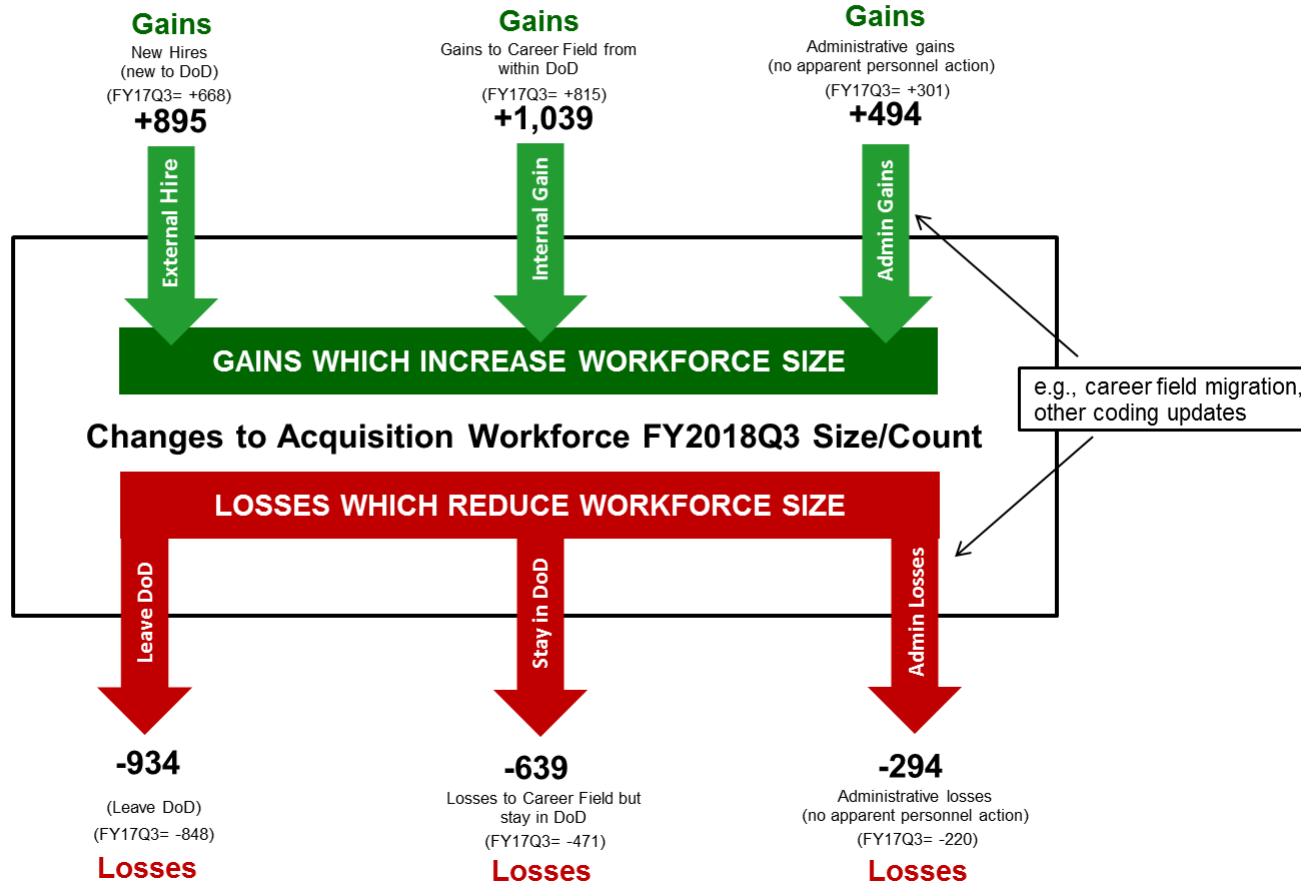 Gains
New Hires
(new to DoD)
(FY17Q3= +668)
+895
Gains
Gains to Career Field from
within DoD
(FY17Q3= +815)
+1,039
Gains
Administrative gains
(no apparent personnel action)
(FY17Q3= +301)
+494
External Hire
Internal Gain
Admin Gains
GAINS WHICH INCREASE WORKFORCE SIZE
e.g., career field migration,
other coding updates
Changes to Acquisition Workforce FY2018Q3 Size/Count
LOSSES WHICH REDUCE WORKFORCE SIZE
Leave DoD
Stay in DoD
Admin Losses
-934
(Leave DoD)
(FY17Q3= -848)
Losses
-639
Losses to Career Field but
stay in DoD
(FY17Q3= -471)
Losses
-294
Administrative losses
(no apparent personnel action)
(FY17Q3= -220)
Losses